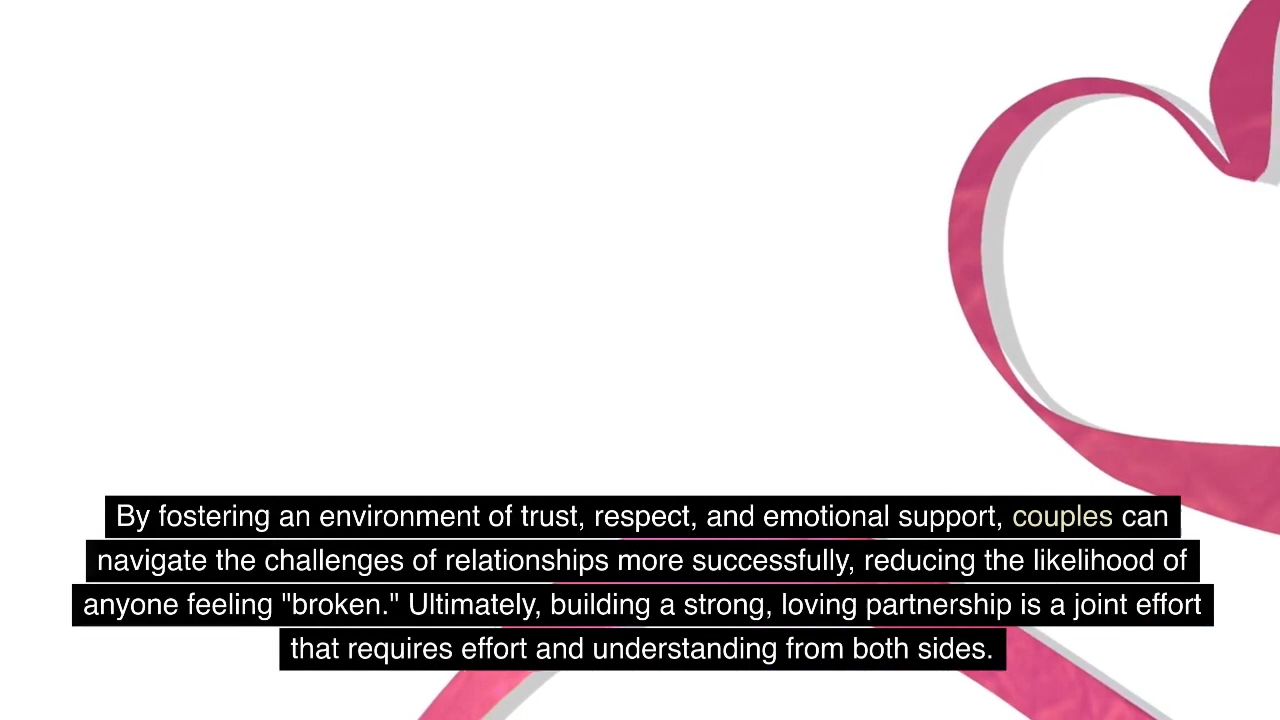 By fostering an environment of trust, respect, and emotional support, couples can
navigate the challenges of relationships more successfully, reducing the likelihood of
anyone feeling "broken." Ultimately, building a strong, loving partnership is a joint effort
that requires effort and understanding from both sides.